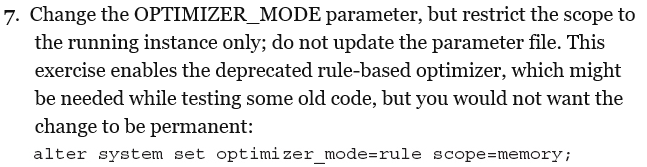 7. Change the OPTIMIZER_MODE parameter, but restrict the scope to
the running instance only; do not update the parameter file. This
exercise enables the deprecated rule-based optimizer, which might
be needed while testing some old code, but you would not want the
change to be permanent:
alter system set optimizer_mode=rule scope=memory;